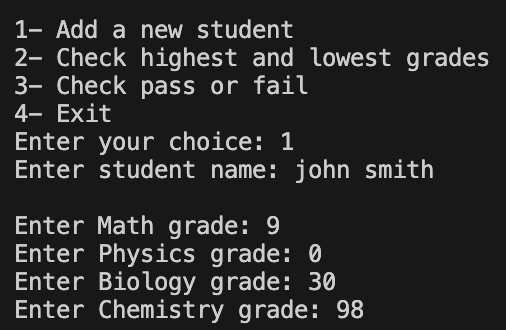 1- Add a new student
2- Check highest and lowest grades
3- Check pass or fail
4- Exit
Enter your choice: 1
Enter student name: john smith
Enter Math grade: 9
Enter Physics grade: 0
Enter Biology grade: 30
Enter Chemistry grade: 98